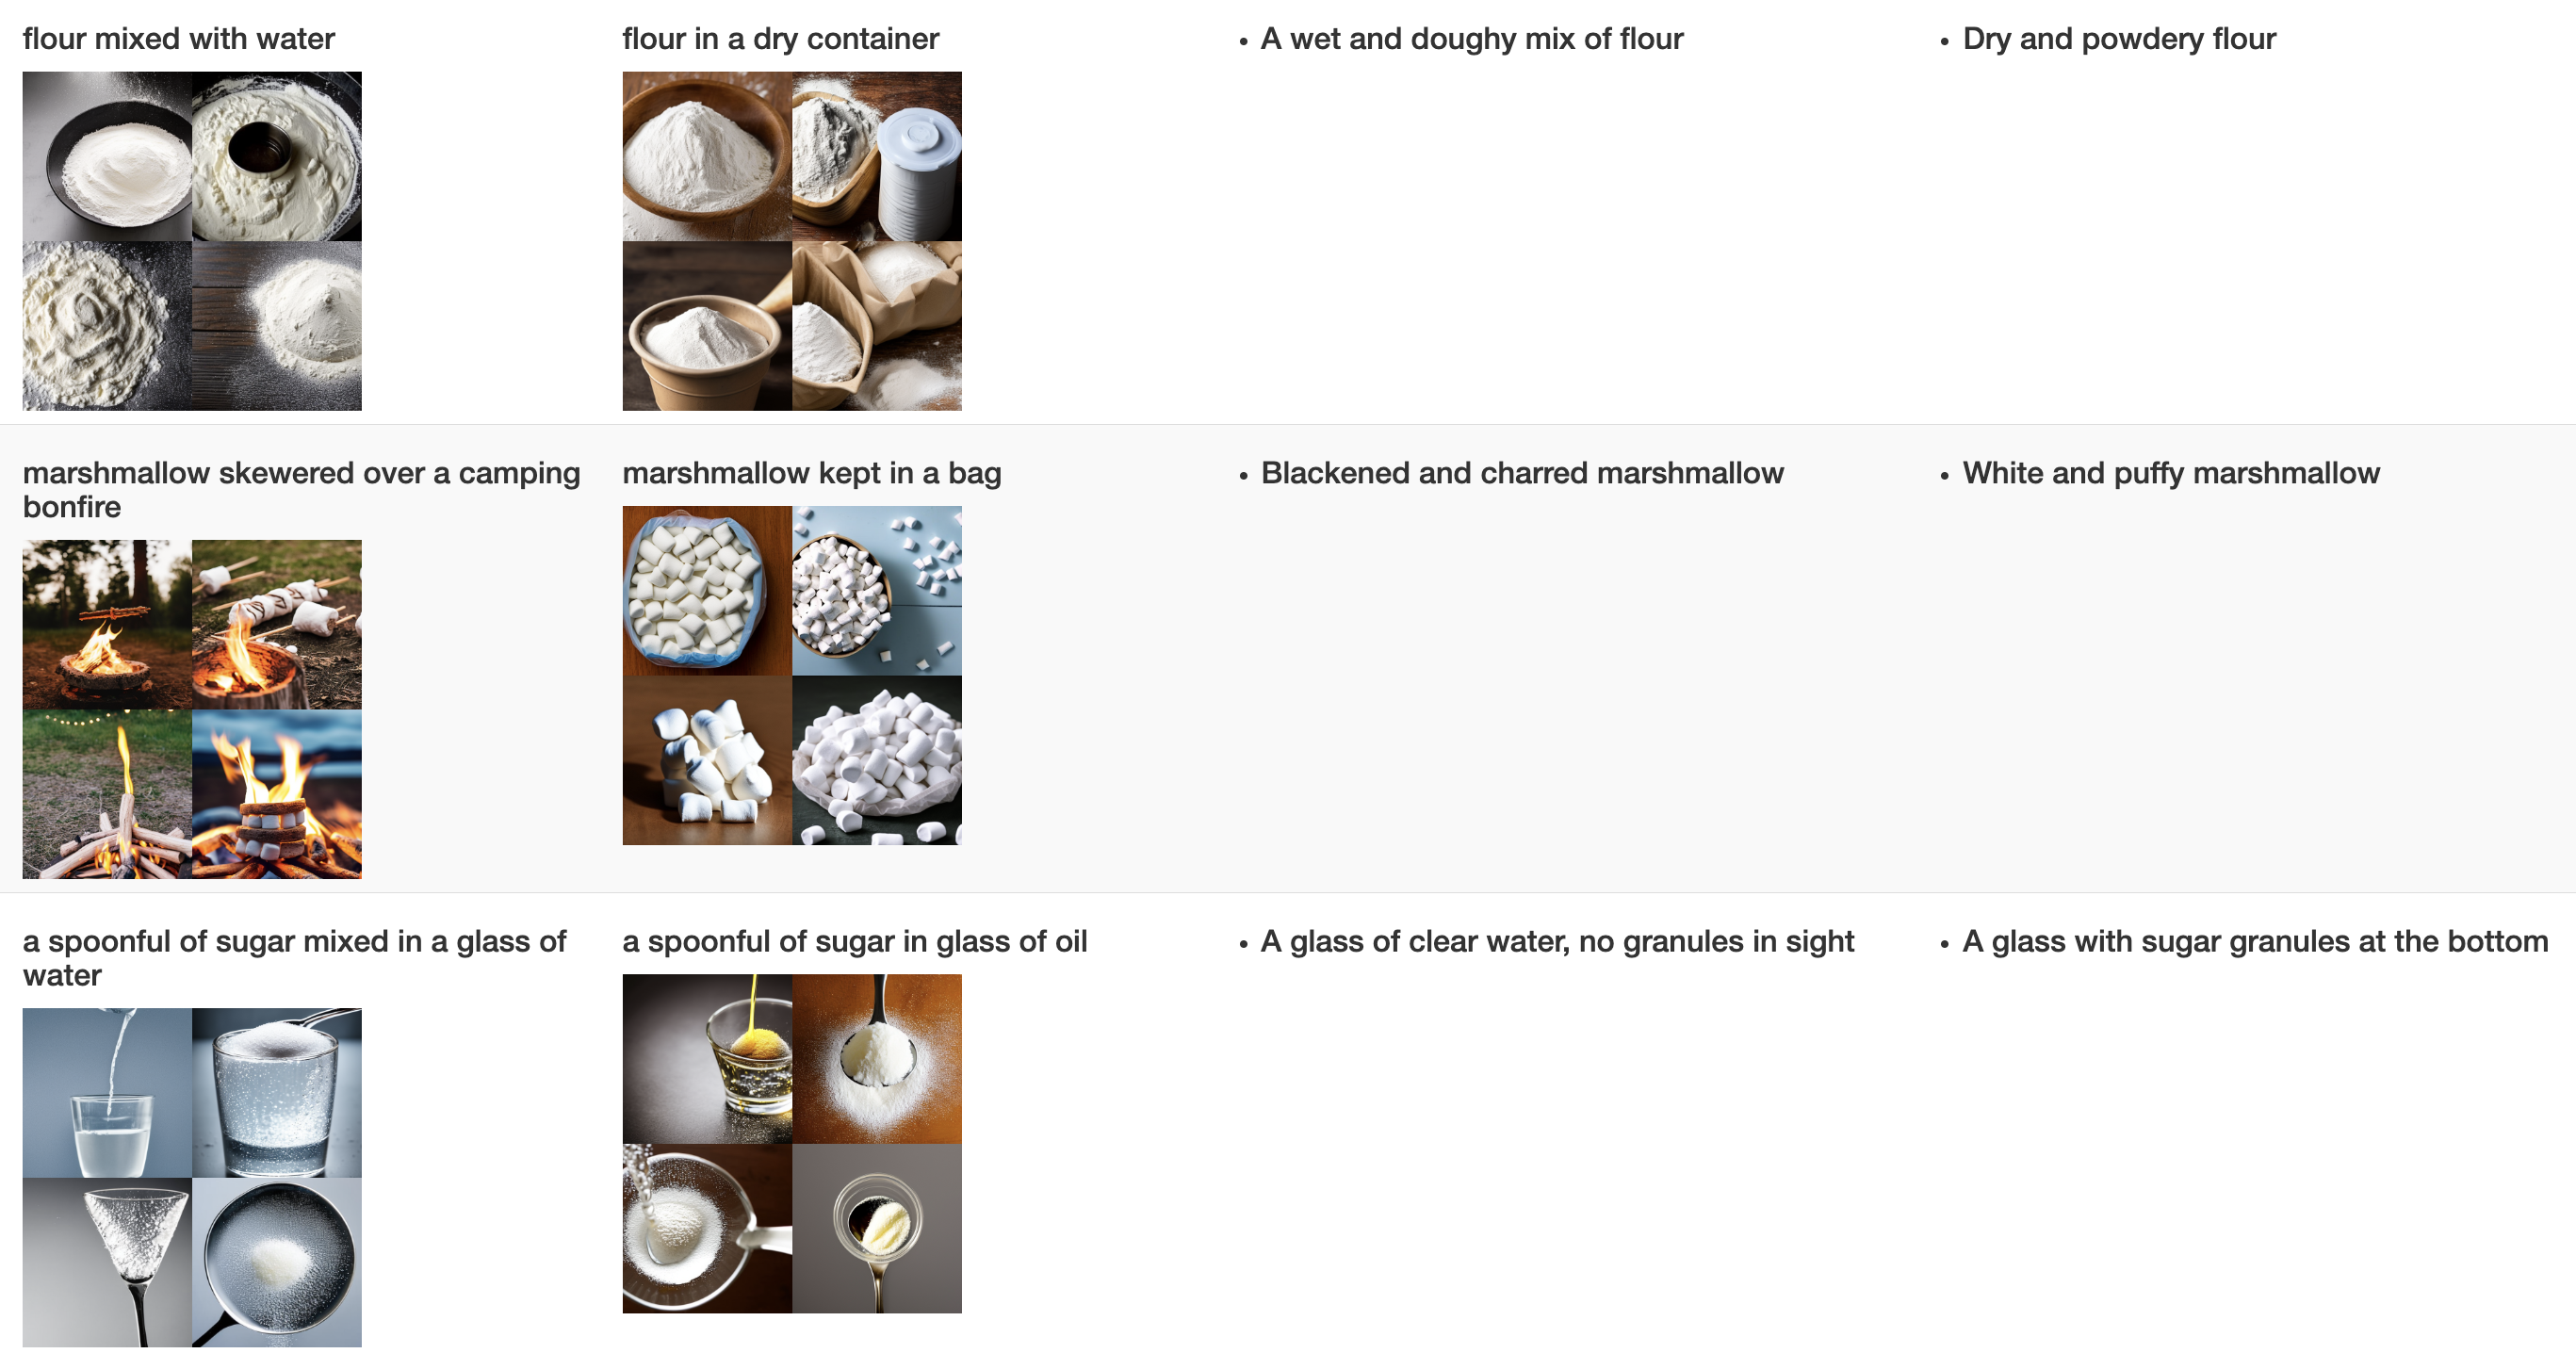 flour mixed with water
flour in a dry container
• A wet and doughy mix of flour
• Dry and powdery flour
marshmallow skewered over a camping
bonfire
marshmallow kept in a bag
• Blackened and charred marshmallow
• White and puffy marshmallow
a spoonful of sugar mixed in a glass of
water
a spoonful of sugar in glass of oil
• A glass of clear water, no granules in sight
• A glass with sugar granules at the bottom